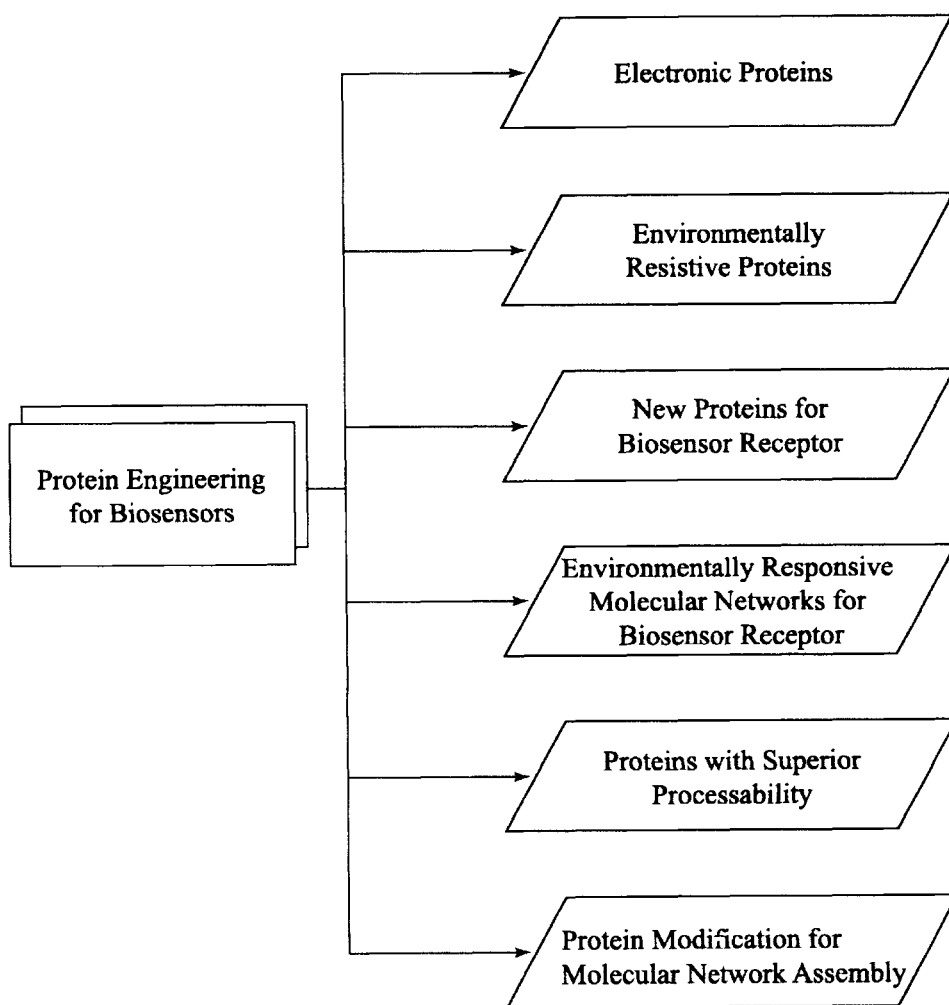 Electronic Proteins
Environmentally
Resistive Proteins
New Proteins for
Biosensor Receptor
Protein Engineering
for Biosensors
Environmentally Responsive
Molecular Networks for
Biosensor Receptor
Proteins with Superior
Processability
Protein Modification for
Molecular Network Assembly